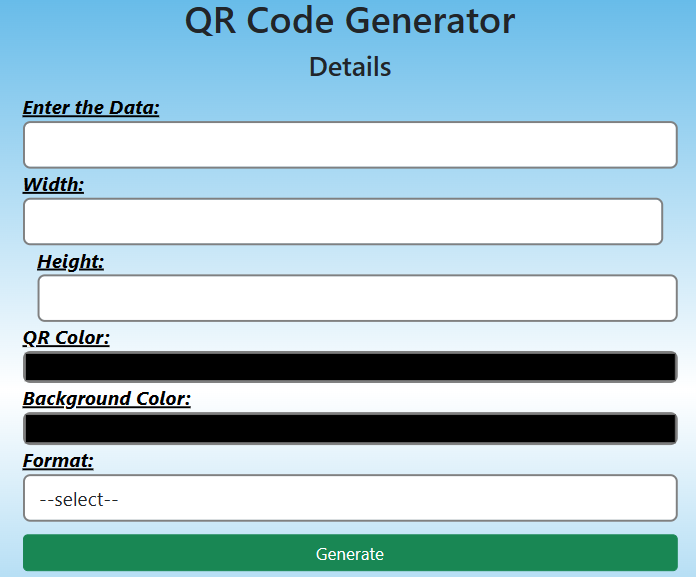 QR Code Generator
Details
Enter the Data:
Width:
Height:
QR Color:
Background Color:
Format:
--select--
Generate